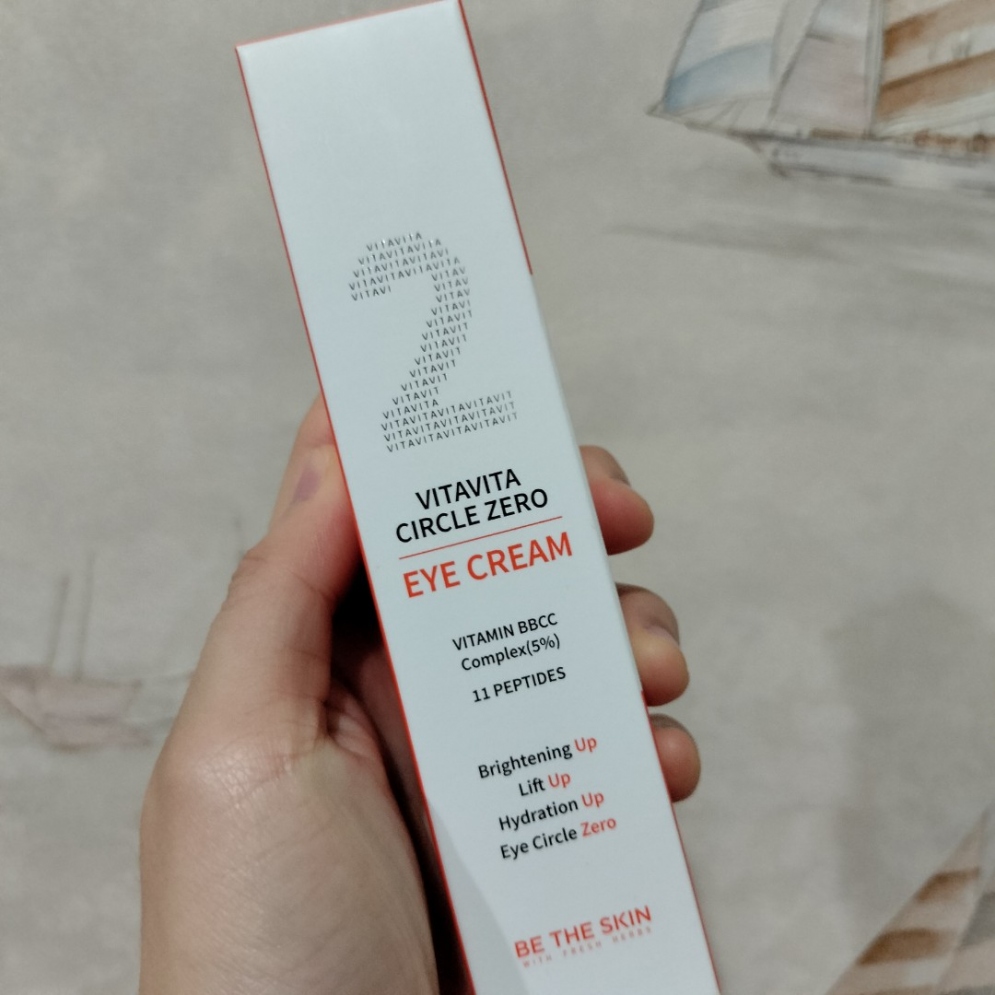 VITAVITA
VITAVITAVITA
CIRCLE ZERO
EYE CREAM
VITAMIN BBCC
Complex(5%)
11 PEPTIDES
Brightening Up
Lift Up
Hydration Up
Eye Circle Zero
BE THE SKIN
WITH FRESH HERBS